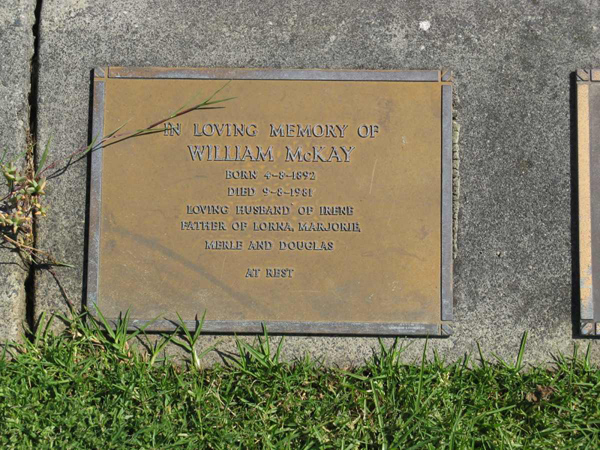 IN LOVING MEMORY OF
WILLIAM McKAY
BORN 4-8-1892
DIED 9-8-1981
LOVING HUSBAND OF IRENE
FATHER OF LORNA, MARJORIE,
MERLE AND DOUGLAS
AT REST